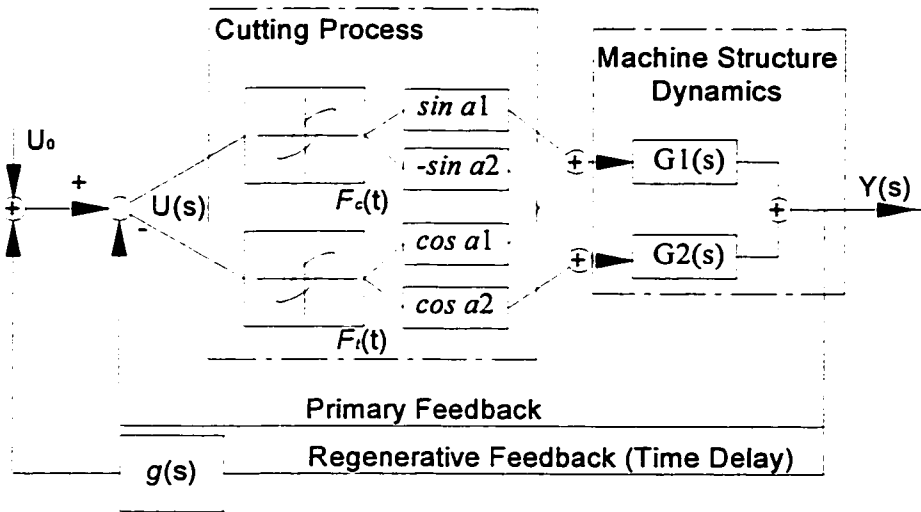 Cutting Process
Machine Structure
Dynamics
sin a1
U₀
+
-sin a2
+
G1(s)
Y(s)
+
U(s)
Fc(t)
+
-
cos a1
+
G2(s)
cos a2
Ft(t)
Primary Feedback
Regenerative Feedback (Time Delay)
g(s)